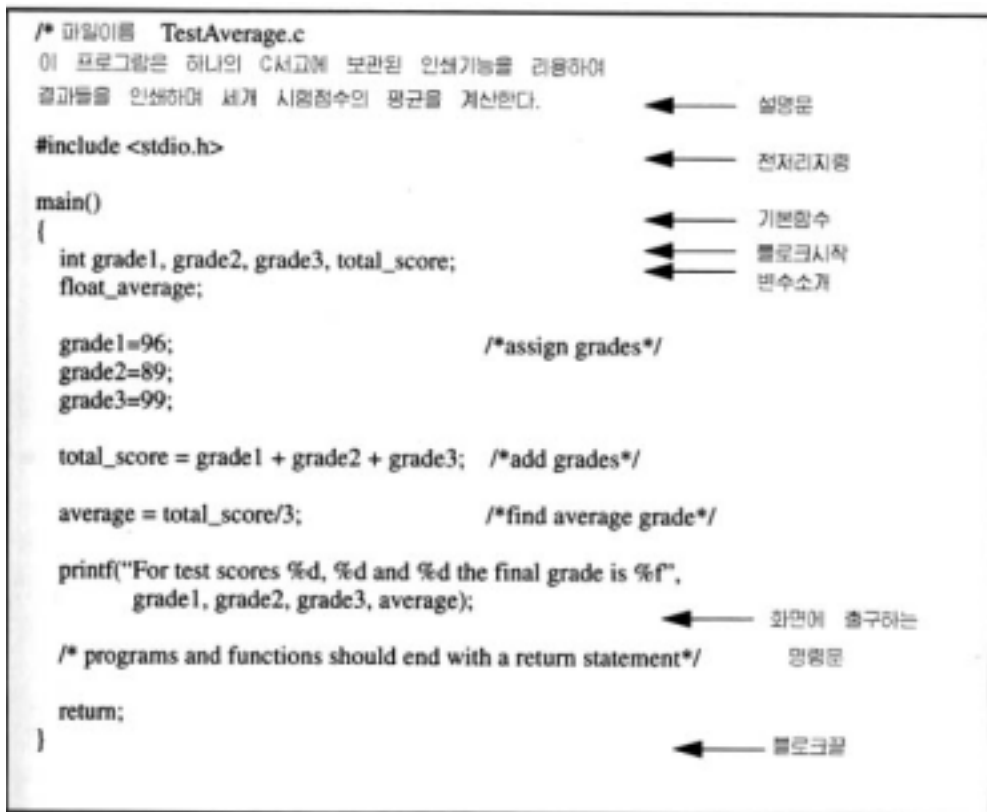 /* 파일이름 TestAverage.c
이 프로그람은 하나의 C서고에 보관된 인쇄기능을 리용하여
결과들을 인쇄하며 세개 시험점수의 평균을 계산한다.
설명문
#include <stdio.h>
전처리지령
main()
기본함수
{
블로크시작
int grade1, grade2, grade3, total_score;
변수소개
float_average;
grade1=96; /*assign grades*/
grade2=89;
grade3=99;
total_score = grade1 + grade2 + grade3; /*add grades*/
average = total_score/3; /*find average grade*/
printf("For test scores %d, %d and %d the final grade is %f",
grade1, grade2, grade3, average);
화면에 출구하는
/* programs and functions should end with a return statement*/ 명령문
return;
}
블로크끝